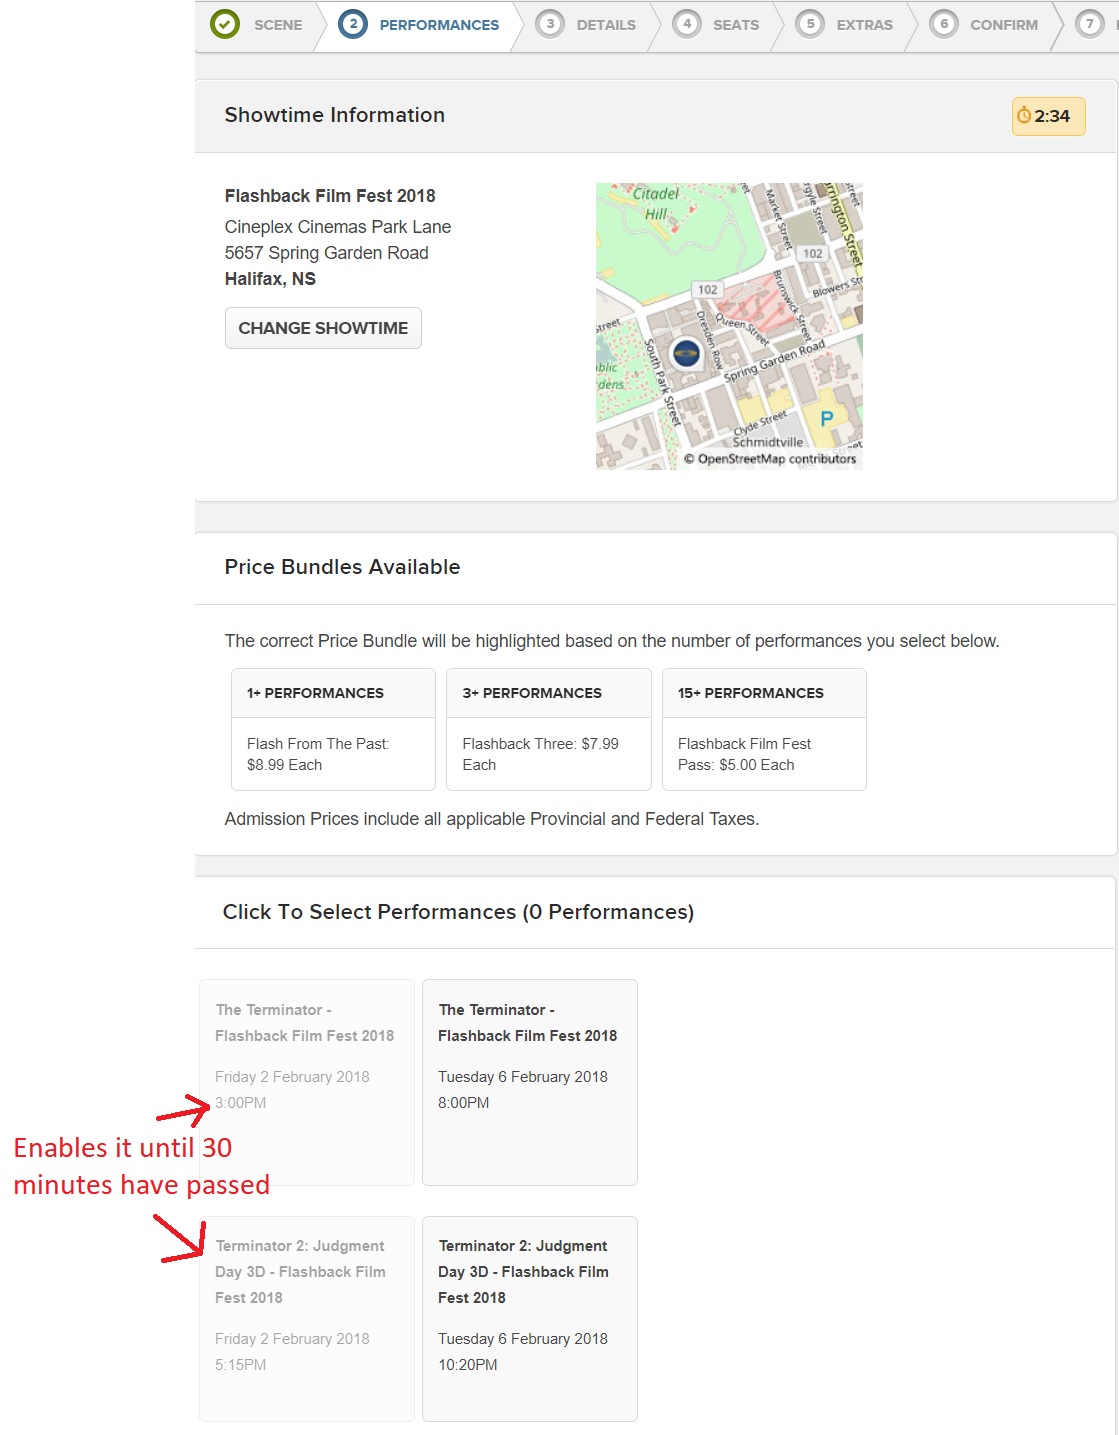 SCENE
2 PERFORMANCES
3 DETAILS
4 SEATS
5 EXTRAS
6 CONFIRM
7
Showtime Information
2:34
Flashback Film Fest 2018
Cineplex Cinemas Park Lane
5657 Spring Garden Road
Halifax, NS
CHANGE SHOWTIME
Citadel
Hill
Market Street
Street
102
102
Brunswick Street
Blowers
Street
Dresden Row
Queen Street
South Park Street
Spring Garden Road
Clyde Street
P
Schmidtville
© OpenStreetMap contributors
Price Bundles Available
The correct Price Bundle will be highlighted based on the number of performances you select below.
1+ PERFORMANCES
Flash From The Past:
$8.99 Each
3+ PERFORMANCES
Flashback Three: $7.99
Each
15+ PERFORMANCES
Flashback Film Fest
Pass: $5.00 Each
Admission Prices include all applicable Provincial and Federal Taxes.
Click To Select Performances (0 Performances)
The Terminator -
Flashback Film Fest 2018
Friday 2 February 2018
3:00PM
The Terminator -
Flashback Film Fest 2018
Tuesday 6 February 2018
8:00PM
Enables it until 30
minutes have passed
Terminator 2: Judgment
Day 3D - Flashback Film
Fest 2018
Friday 2 February 2018
5:15PM
Terminator 2: Judgment
Day 3D - Flashback Film
Fest 2018
Tuesday 6 February 2018
10:20PM